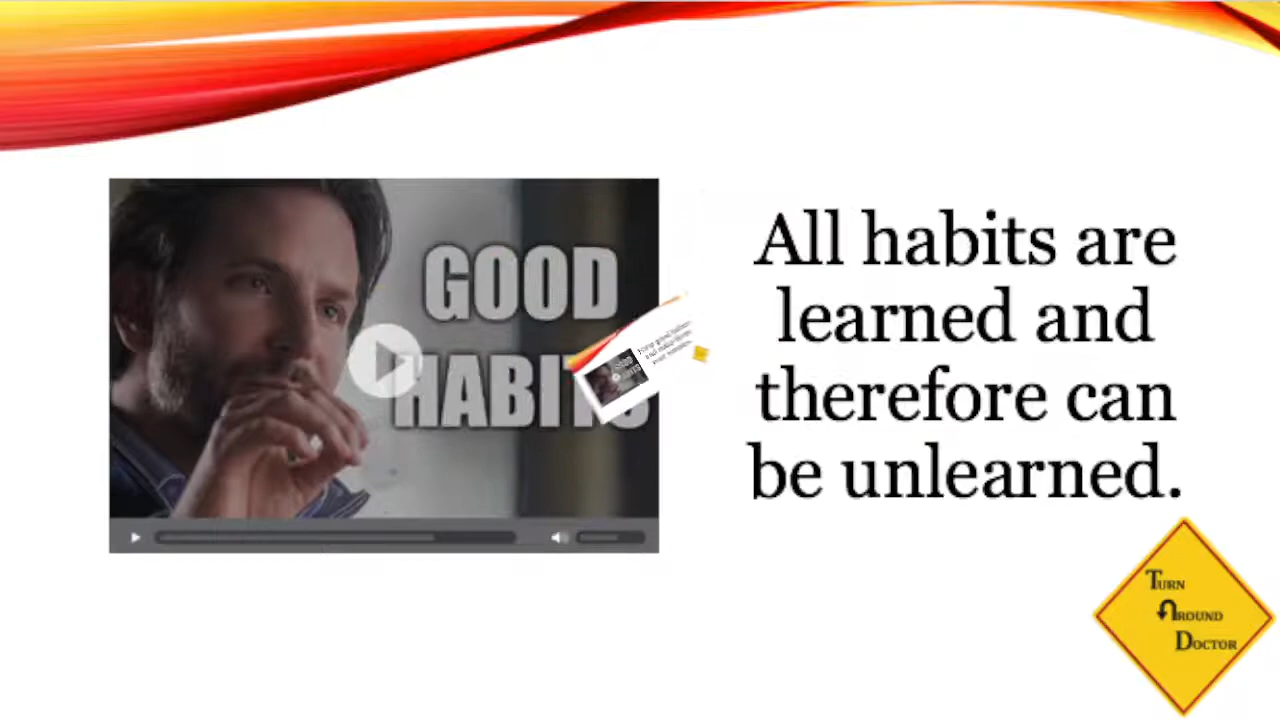 GOOD
HABITS
All habits are
learned and
therefore can
be unlearned.
TURN
AROUND
DOCTOR